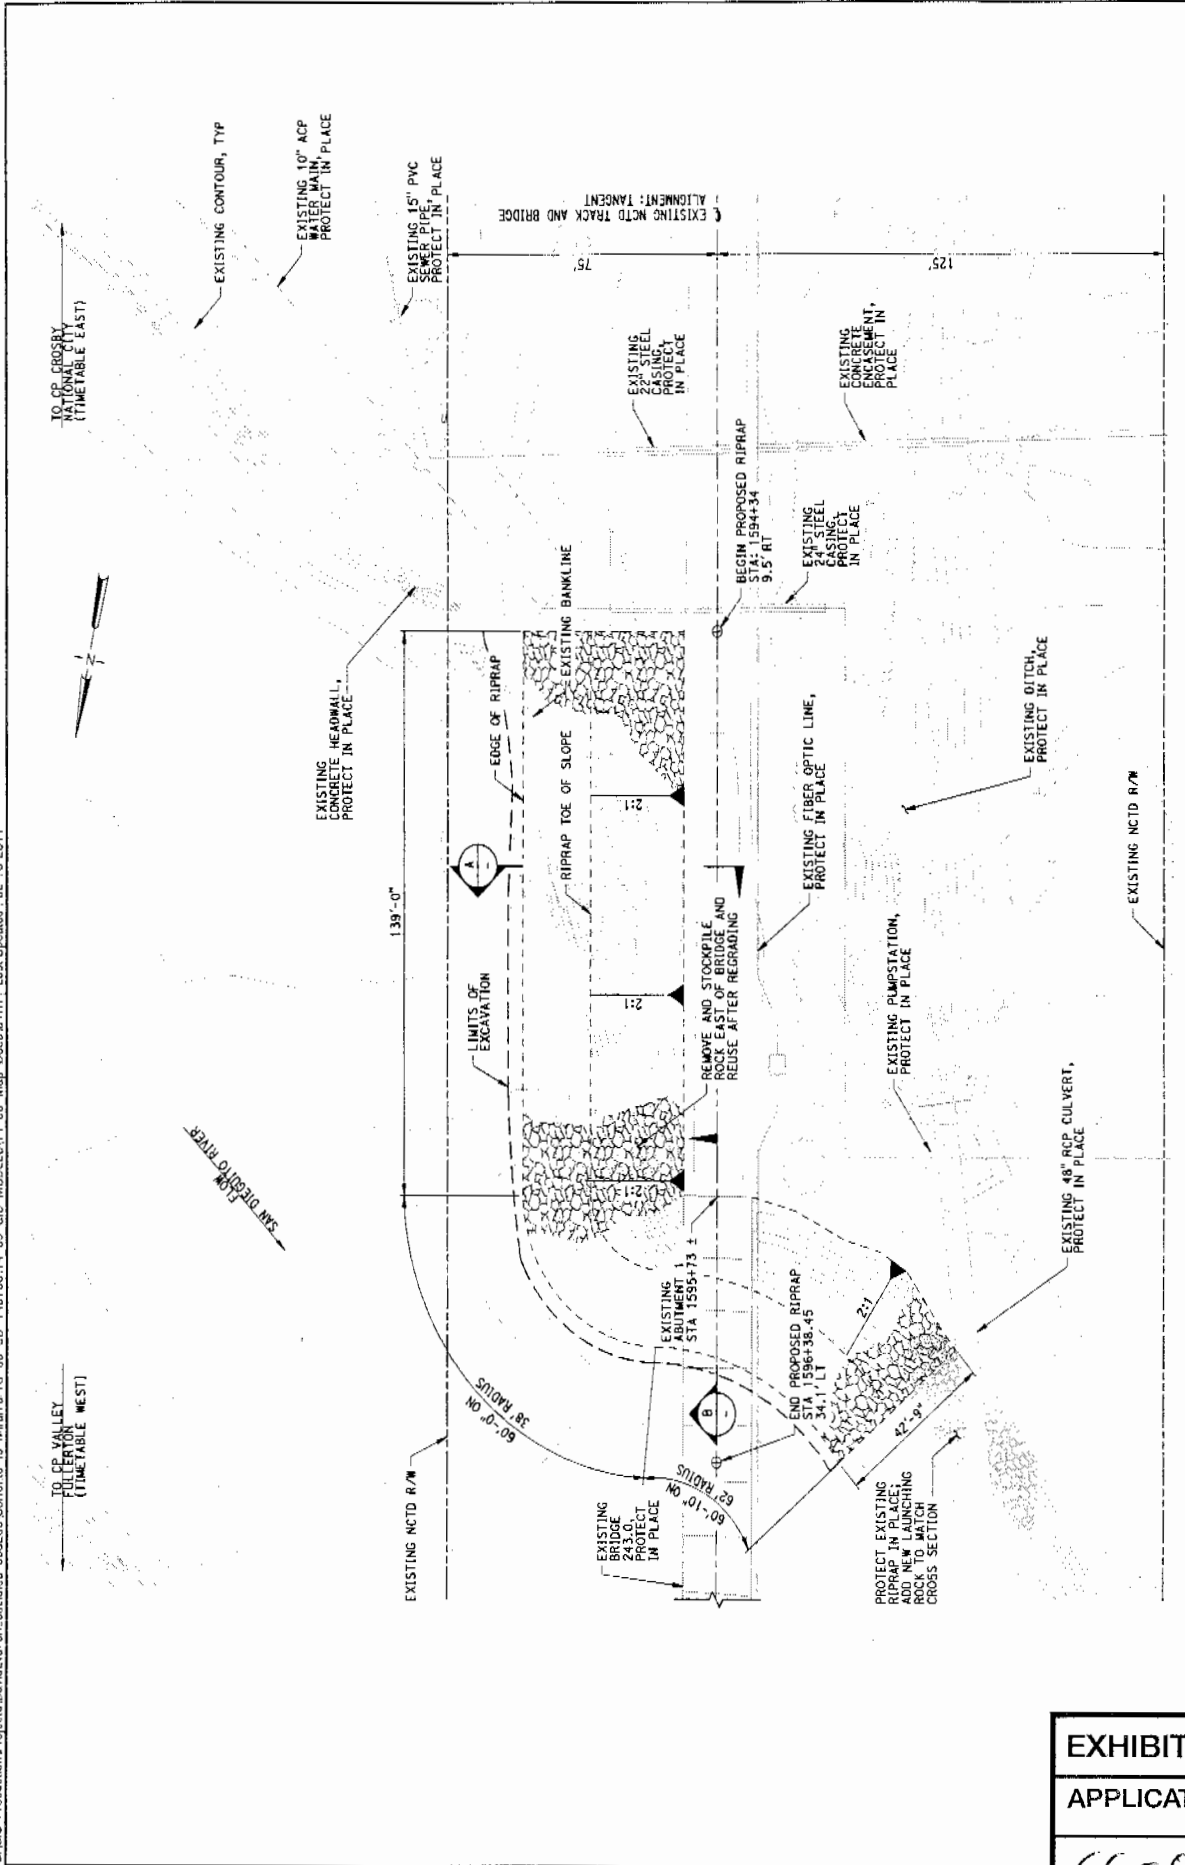 TO CP CROSBY
NATIONAL CITY
(TIMETABLE EAST)
EXISTING CONTOUR, TYP
EXISTING 10" ACP
WATER MAIN,
PROTECT IN PLACE
EXISTING 15" PVC
SEWER PIPE,
PROTECT IN PLACE
℄ EXISTING NCTD TRACK AND BRIDGE
ALIGNMENT: TANGENT
75'
125'
EXISTING
22" STEEL
CASING,
PROTECT
IN PLACE
EXISTING
CONCRETE
ENCASEMENT,
PROTECT IN
PLACE
BEGIN PROPOSED RIPRAP
STA: 1594+34
9.5' RT
EXISTING
24" STEEL
CASING,
PROTECT
IN PLACE
N
EXISTING
CONCRETE HEADWALL,
PROTECT IN PLACE
139'-0"
EDGE OF RIPRAP
EXISTING BANKLINE
RIPRAP TOE OF SLOPE
2:1
A
-
LIMITS OF
EXCAVATION
2:1
REMOVE AND STOCKPILE
ROCK EAST OF BRIDGE AND
REUSE AFTER REGRADING
EXISTING FIBER OPTIC LINE,
PROTECT IN PLACE
EXISTING DITCH,
PROTECT IN PLACE
EXISTING NCTD R/W
EXISTING PUMPSTATION,
PROTECT IN PLACE
EXISTING 48" RCP CULVERT,
PROTECT IN PLACE
FLOW
SAN DIEGUITO RIVER
TO CP VALLEY
FULLERTON
(TIMETABLE WEST)
EXISTING NCTD R/W
60'-0" ON
38' RADIUS
2:1
EXISTING
ABUTMENT 1
STA 1595+73 ±
B
-
END PROPOSED RIPRAP
STA 1596+38.45
34.1' LT
2:1
60'-10" ON
62' RADIUS
42'-9"
EXISTING
BRIDGE
243.0,
PROTECT
IN PLACE
PROTECT EXISTING
RIPRAP IN PLACE;
ADD NEW LAUNCHING
ROCK TO MATCH
CROSS SECTION
EXHIBIT
APPLICAT